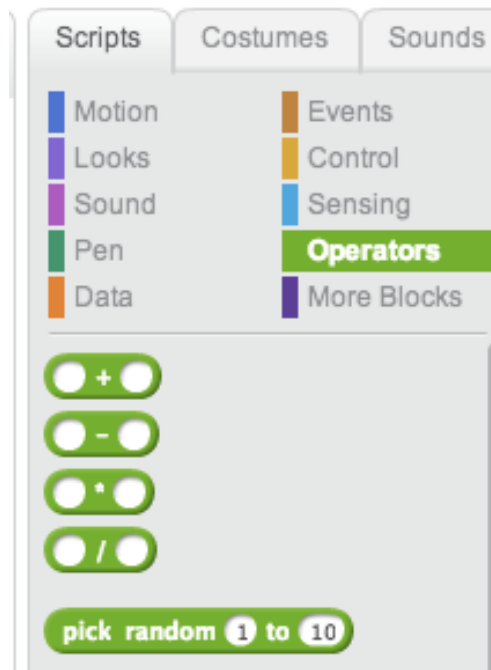 Scripts Costumes Sounds
Motion Events
Looks Control
Sound Sensing
Pen Operators
Data More Blocks
+
-
*
/
pick random 1 to 10